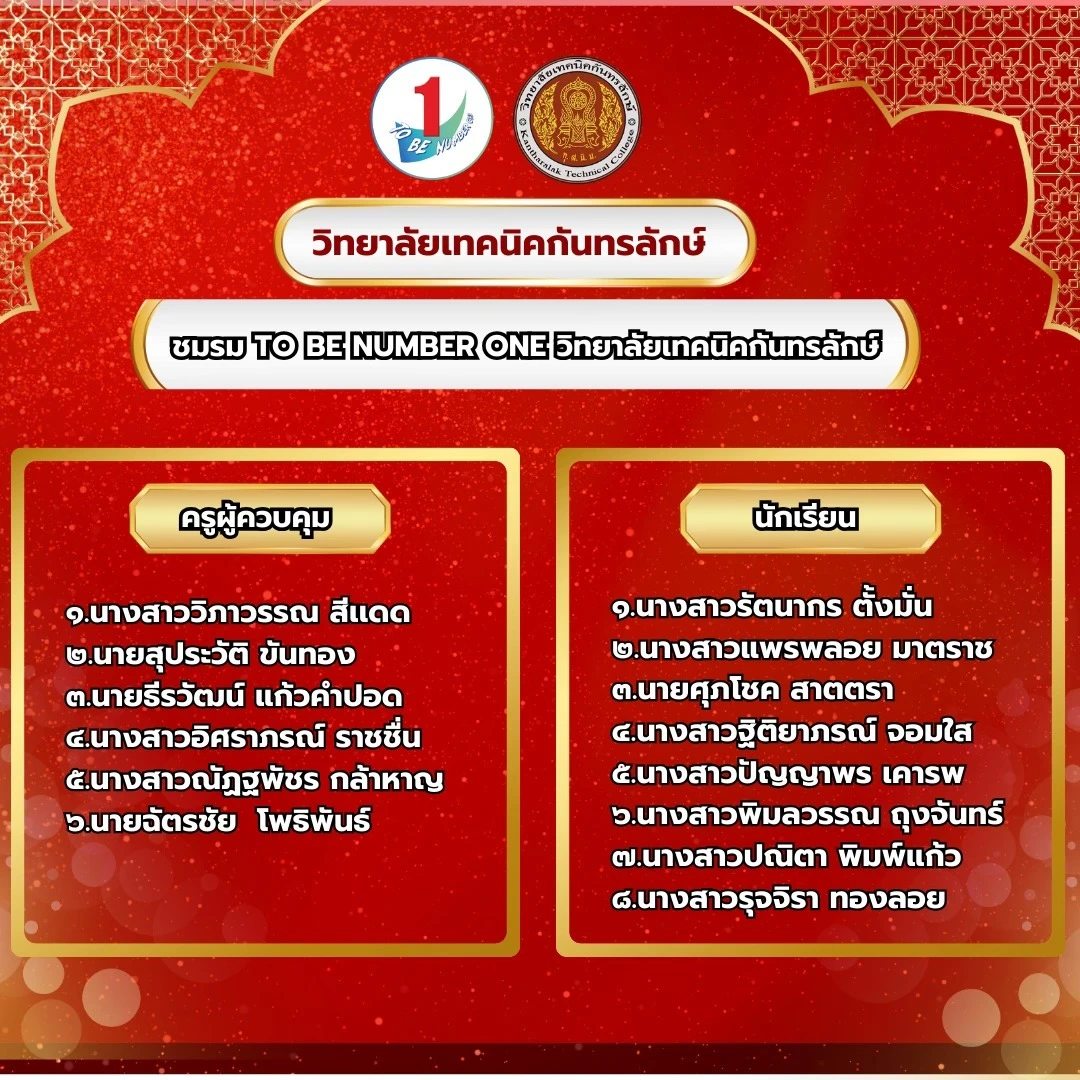 1
TO BE NUMBER ONE
วิทยาลัยเทคนิคกันทรลักษ์
Kantharalak Technical College
วิทยาลัยเทคนิคกันทรลักษ์
ชมรม TO BE NUMBER ONE วิทยาลัยเทคนิคกันทรลักษ์
ครูผู้ควบคุม
๑.นางสาววิภาวรรณ สีแดด
๒.นายสุประวัติ ขันทอง
๓.นายธีรวัฒน์ แก้วคำปอด
๔.นางสาวอิศราภรณ์ ราชชื่น
๕.นางสาวณัฏฐพัชร กล้าหาญ
๖.นายฉัตรชัย โพธิพันธ์
นักเรียน
๑.นางสาวรัตนากร ตั้งมั่น
๒.นางสาวแพรพลอย มาตราช
๓.นายศุภโชค สาตตรา
๔.นางสาวฐิติยาภรณ์ จอมใส
๕.นางสาวปัญญาพร เคารพ
๖.นางสาวพิมลวรรณ ถุงจันทร์
๗.นางสาวปณิตา พิมพ์แก้ว
๘.นางสาวรุจจิรา ทองลอย